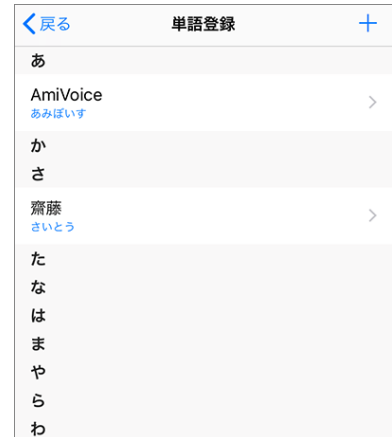 戻る 単語登録
あ
AmiVoice
あみぼいす
か
さ
齋藤
さいとう
た
な
は
ま
や
ら
わ